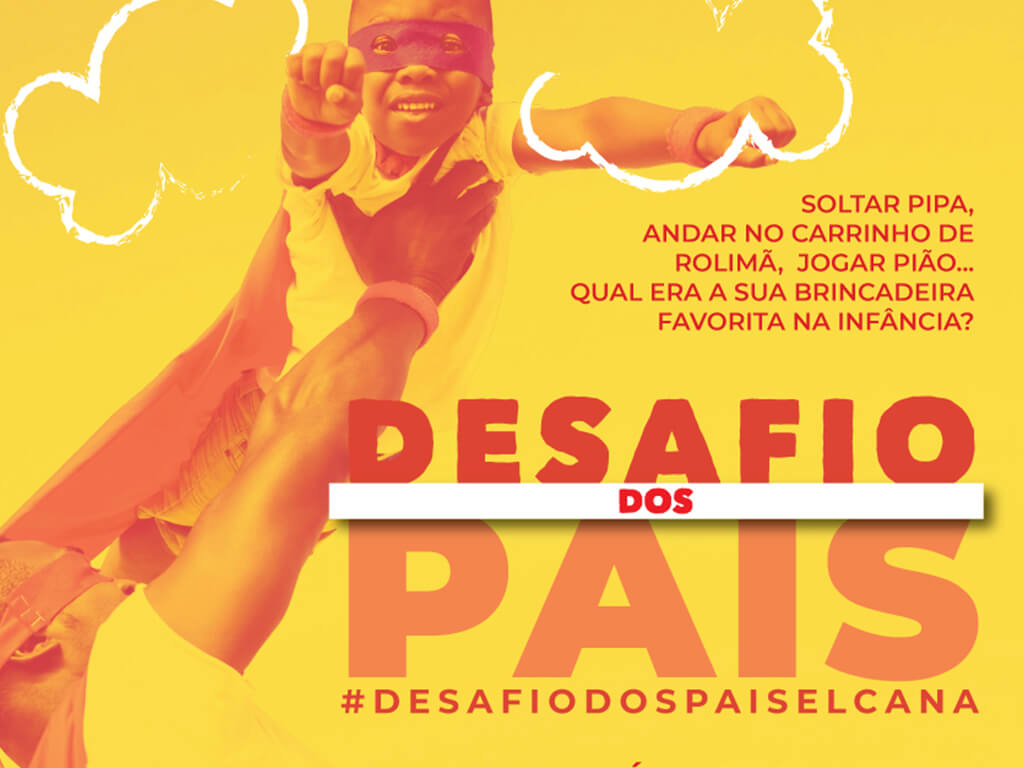 SOLTAR PIPA,
ANDAR NO CARRINHO DE
ROLIMÃ, JOGAR PIÃO...
QUAL ERA A SUA BRINCADEIRA
FAVORITA NA INFÂNCIA?
DESAFIO
DOS
PAIS
#DESAFIODOSPAISELCANA